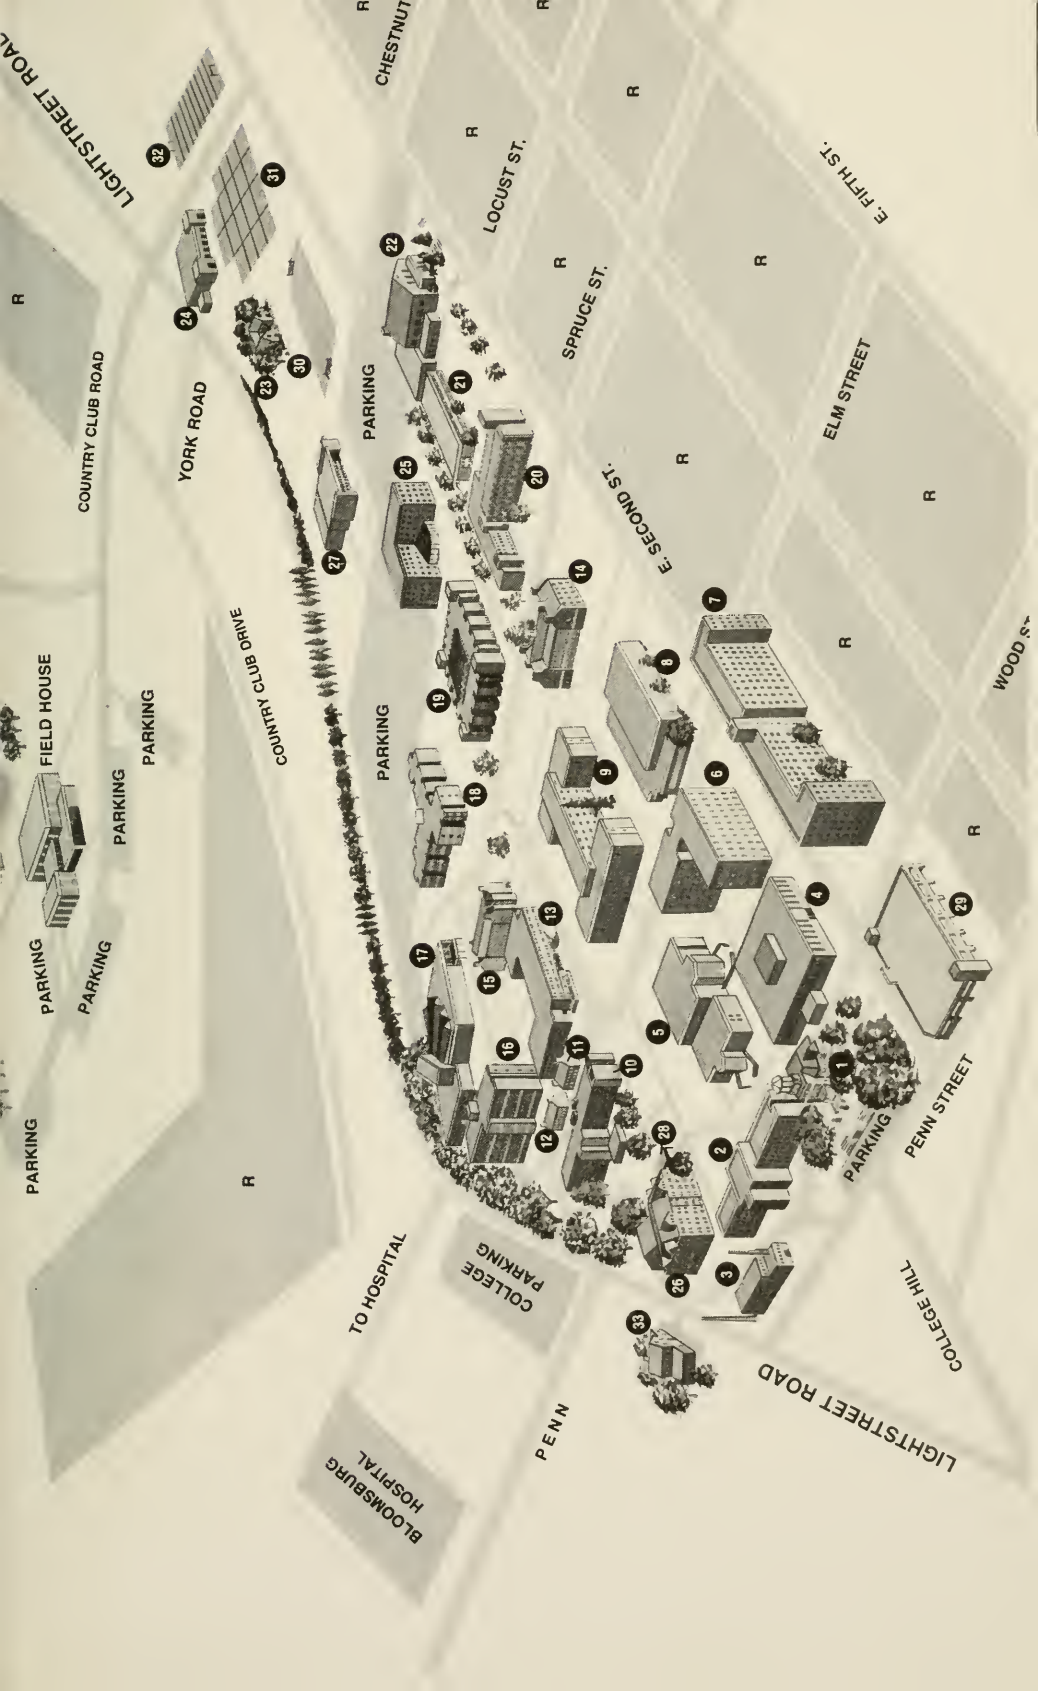 LIGHTSTREET ROAD
CHESTNUT
R
R
R
R
32
31
24
22
23
30
LOCUST ST.
E. FIFTH ST.
R
R
R
SPRUCE ST.
COUNTRY CLUB ROAD
YORK ROAD
PARKING
21
25
20
27
ELM STREET
R
R
E. SECOND ST.
14
7
8
COUNTRY CLUB DRIVE
R
WOOD ST
FIELD HOUSE
PARKING
PARKING
PARKING
19
18
9
6
R
4
29
PARKING
PARKING
17
13
15
5
16
11
10
12
1
28
2
PARKING
PENN STREET
PARKING
R
TO HOSPITAL
COLLEGE
PARKING
26
3
33
COLLEGE HILL
LIGHTSTREET ROAD
PENN
BLOOMSBURG
HOSPITAL